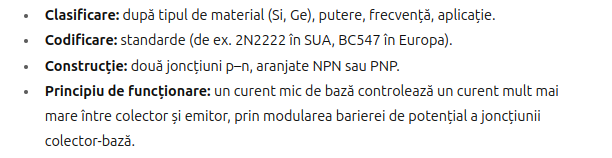 Clasificare: după tipul de material (Si, Ge), putere, frecvență, aplicație.
Codificare: standarde (de ex. 2N2222 în SUA, BC547 în Europa).
Construcție: două joncțiuni p–n, aranjate NPN sau PNP.
Principiu de funcționare: un curent mic de bază controlează un curent mult mai
mare între colector și emitor, prin modularea barierei de potențial a joncțiunii
colector-bază.